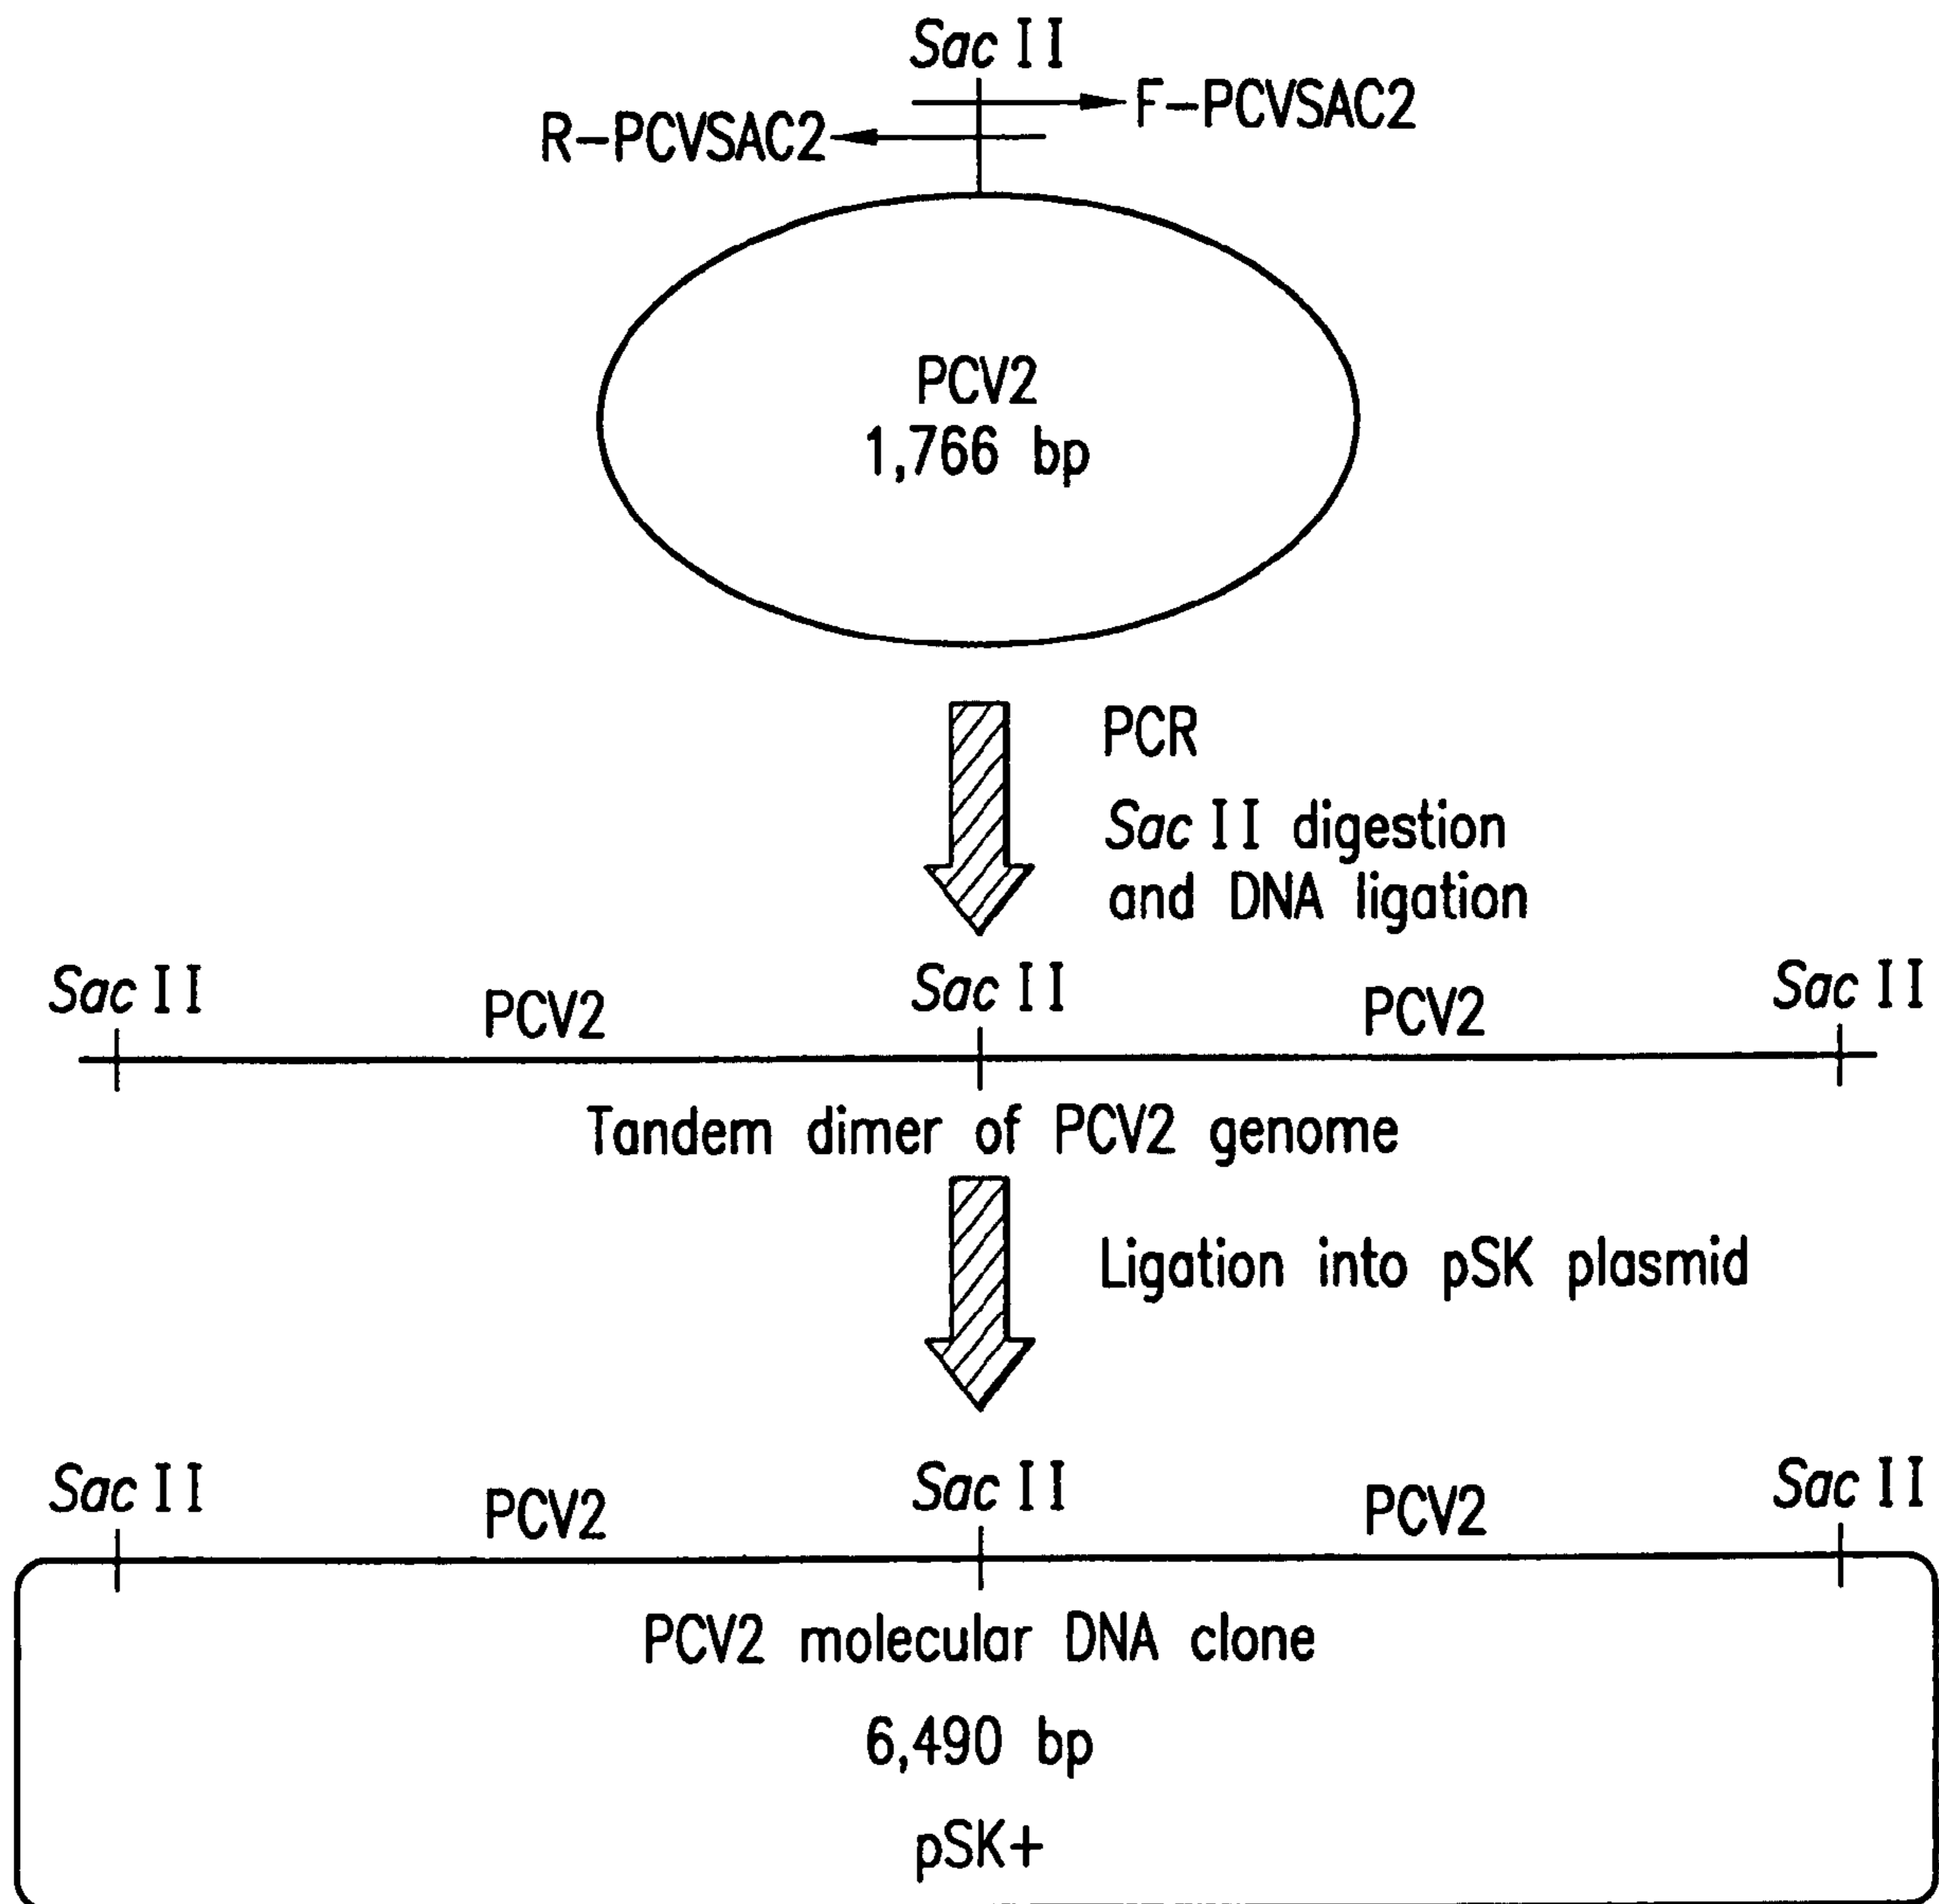 Sac II
F-PCVSAC2
R-PCVSAC2
PCV2
1,766 bp
PCR
Sac II digestion
and DNA ligation
Sac II
PCV2
Sac II
PCV2
Sac II
Tandem dimer of PCV2 genome
Ligation into pSK plasmid
Sac II
PCV2
Sac II
PCV2
Sac II
PCV2 molecular DNA clone
6,490 bp
pSK+